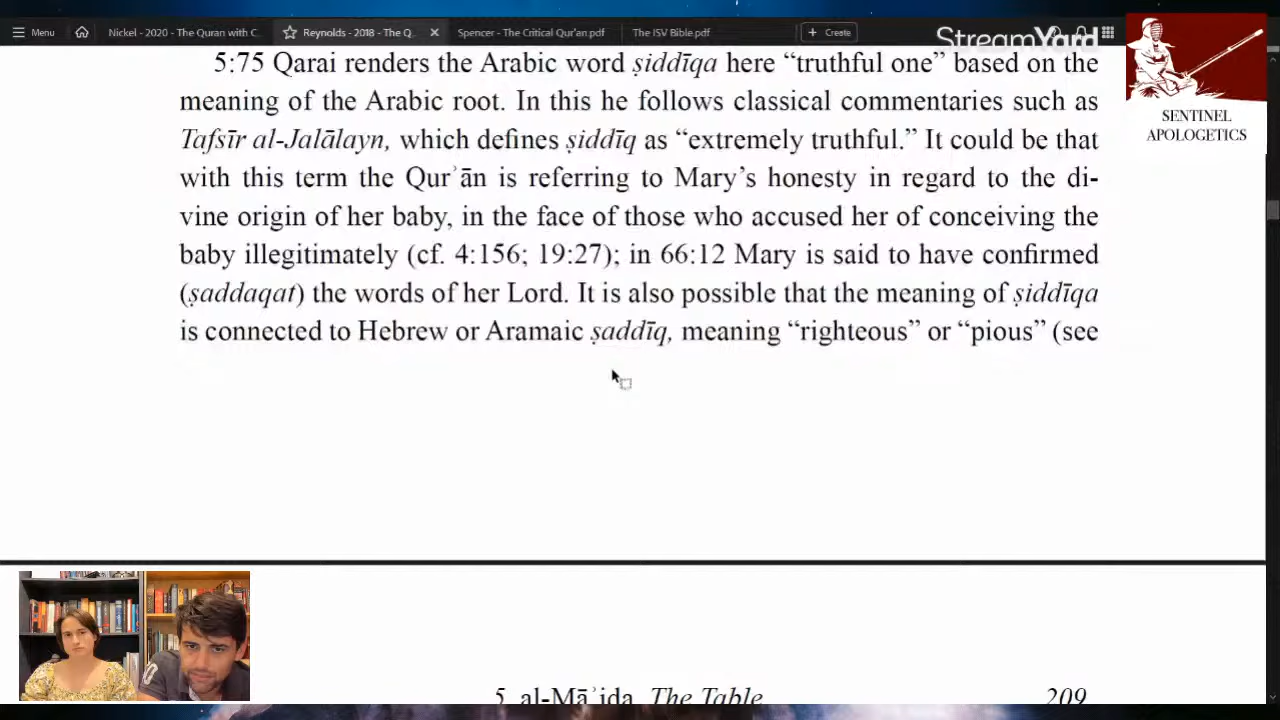 Menu
Nickel - 2020 - The Quran with C
Reynolds - 2018 - The Q..
Spencer - The Critical Qur'an.pdf
The ISV Bible.pdf
+ Create
StreamYard
5:75 Qarai renders the Arabic word ṣiddīqa here “truthful one” based on the
meaning of the Arabic root. In this he follows classical commentaries such as
Tafsīr al-Jalālayn, which defines ṣiddīq as “extremely truthful.” It could be that
with this term the Qurʾān is referring to Mary’s honesty in regard to the di-
vine origin of her baby, in the face of those who accused her of conceiving the
baby illegitimately (cf. 4:156; 19:27); in 66:12 Mary is said to have confirmed
(ṣaddaqat) the words of her Lord. It is also possible that the meaning of ṣiddīqa
is connected to Hebrew or Aramaic ṣaddīq, meaning “righteous” or “pious” (see
SENTINEL
APOLOGETICS
5. al-Māʾida, The Table 209